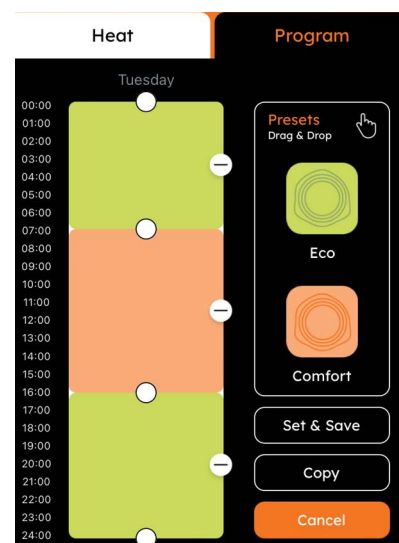 Heat
Program
Tuesday
00:00
01:00
02:00
03:00
04:00
05:00
06:00
07:00
08:00
09:00
10:00
11:00
12:00
13:00
14:00
15:00
16:00
17:00
18:00
19:00
20:00
21:00
22:00
23:00
24:00
Presets
Drag & Drop
Eco
Comfort
Set & Save
Copy
Cancel